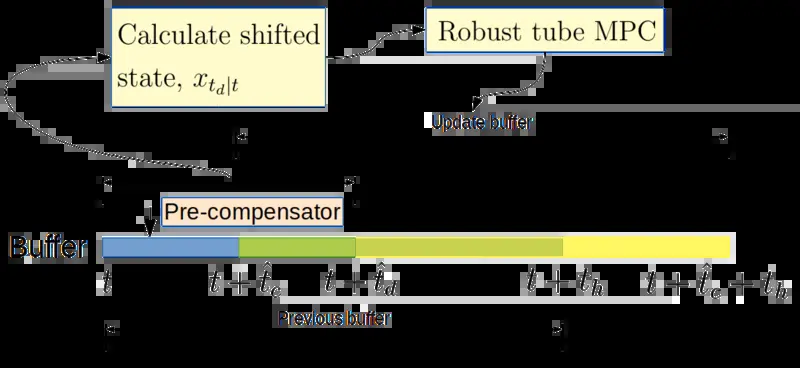 Calculate shifted
state, $x_{t_d|t}$
Robust tube MPC
Update buffer
Pre-compensator
Buffer
$t$ $t+\hat{t}_c$ $t+\hat{t}_d$ $t+t_h$ $t+\hat{t}_c+t_h$
Previous buffer